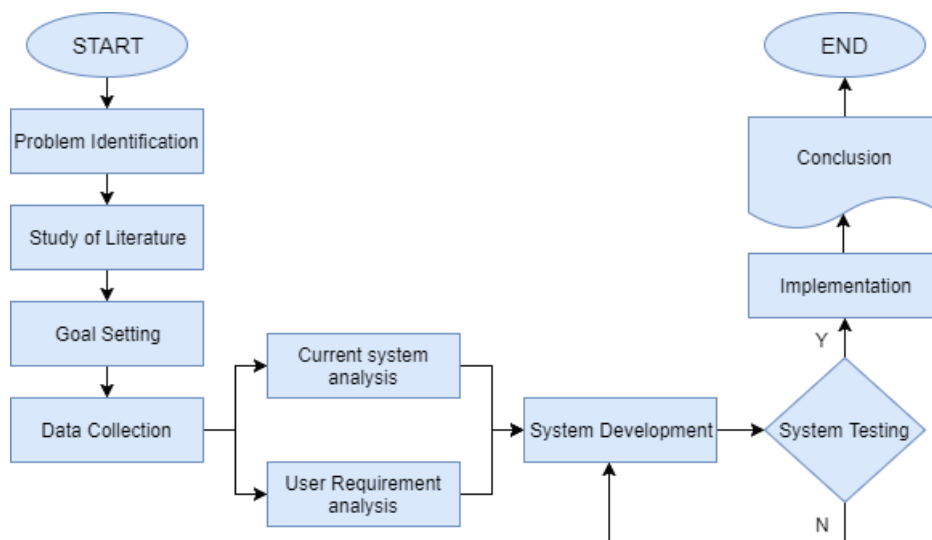 START
Problem Identification
Study of Literature
Goal Setting
Data Collection
Current system
analysis
User Requirement
analysis
System Development
System Testing
Y
N
Implementation
Conclusion
END